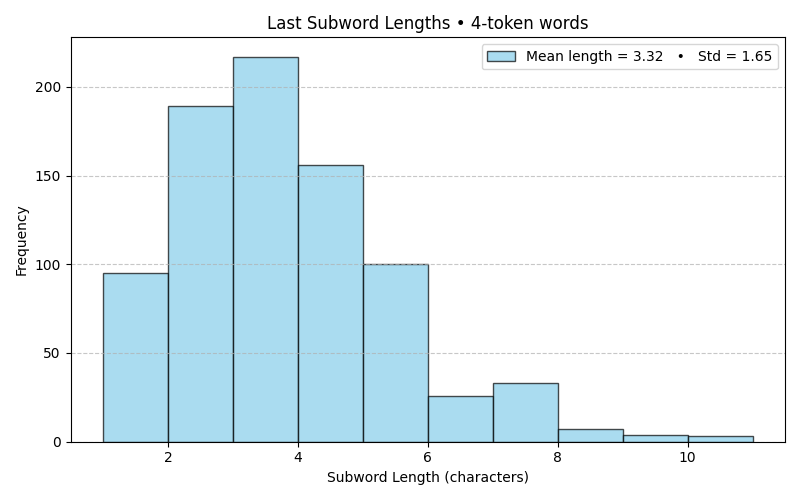 Last Subword Lengths • 4-token words
Mean length = 3.32 • Std = 1.65
Frequency
200
150
100
50
0
2 4 6 8 10
Subword Length (characters)